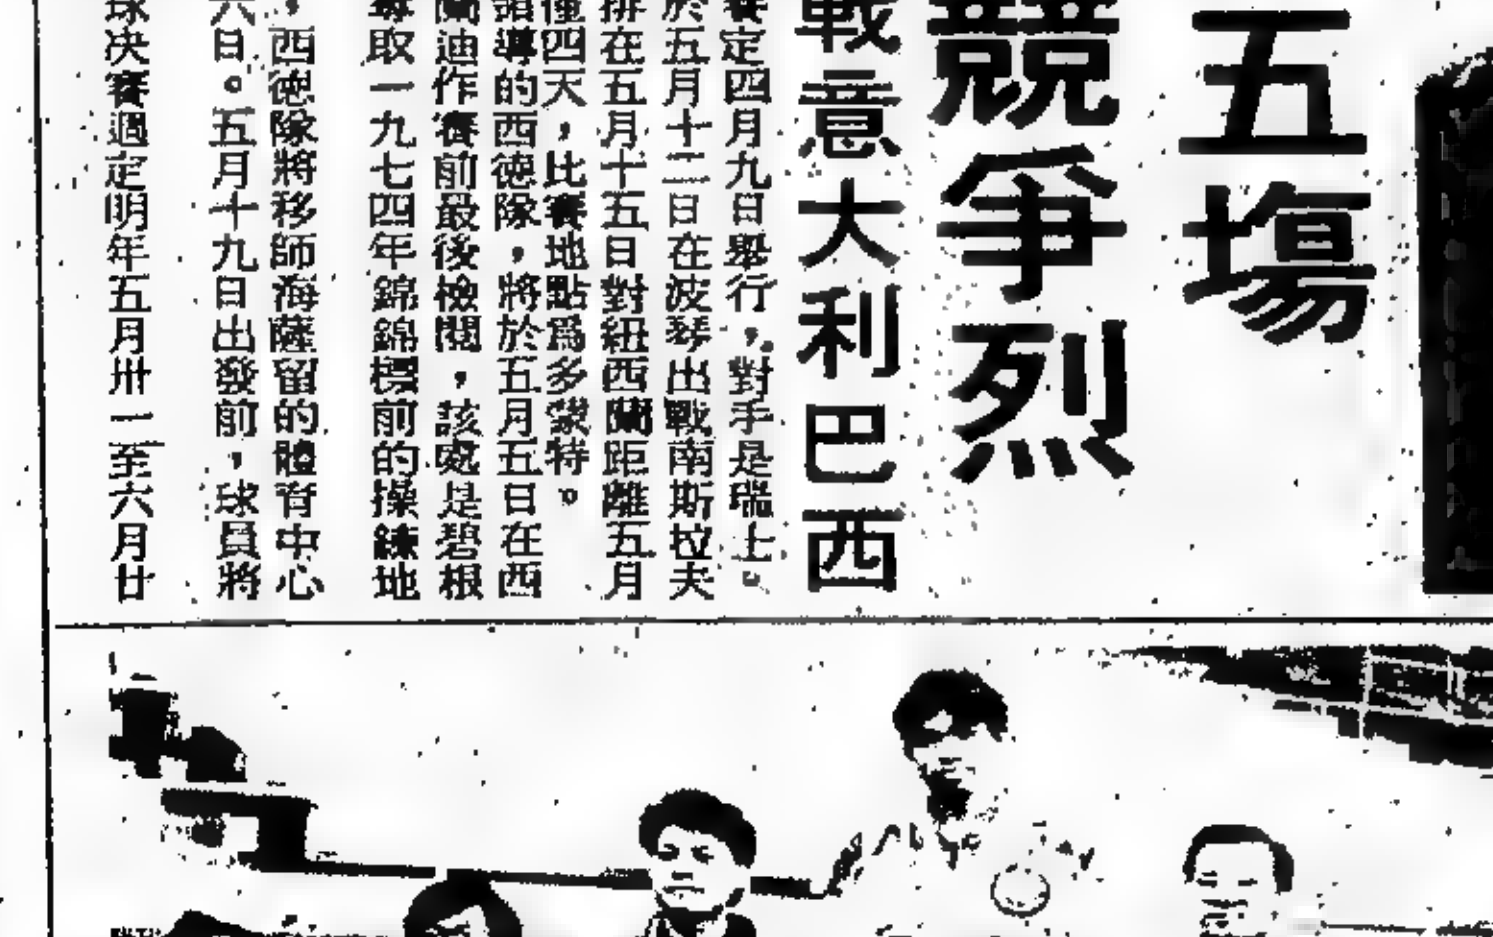 五場
競爭烈
戰意大利巴西
賽定四月九日舉行，對手是瑞士。
於五月十二日在波琴出戰南斯拉夫
排在五月十五日對紐西蘭距離五月
僅四天，比賽地點爲多蒙特。
領導的西德隊，將於五月五日在西
蘭迪作賽前最後檢閱，該處是碧根
奪取一九七四年錦錦標前的操練地
，西德隊將移師海薩留的體育中心
六日。五月十九日出發前，球員將
球决賽週定明年五月卅一至六月廿